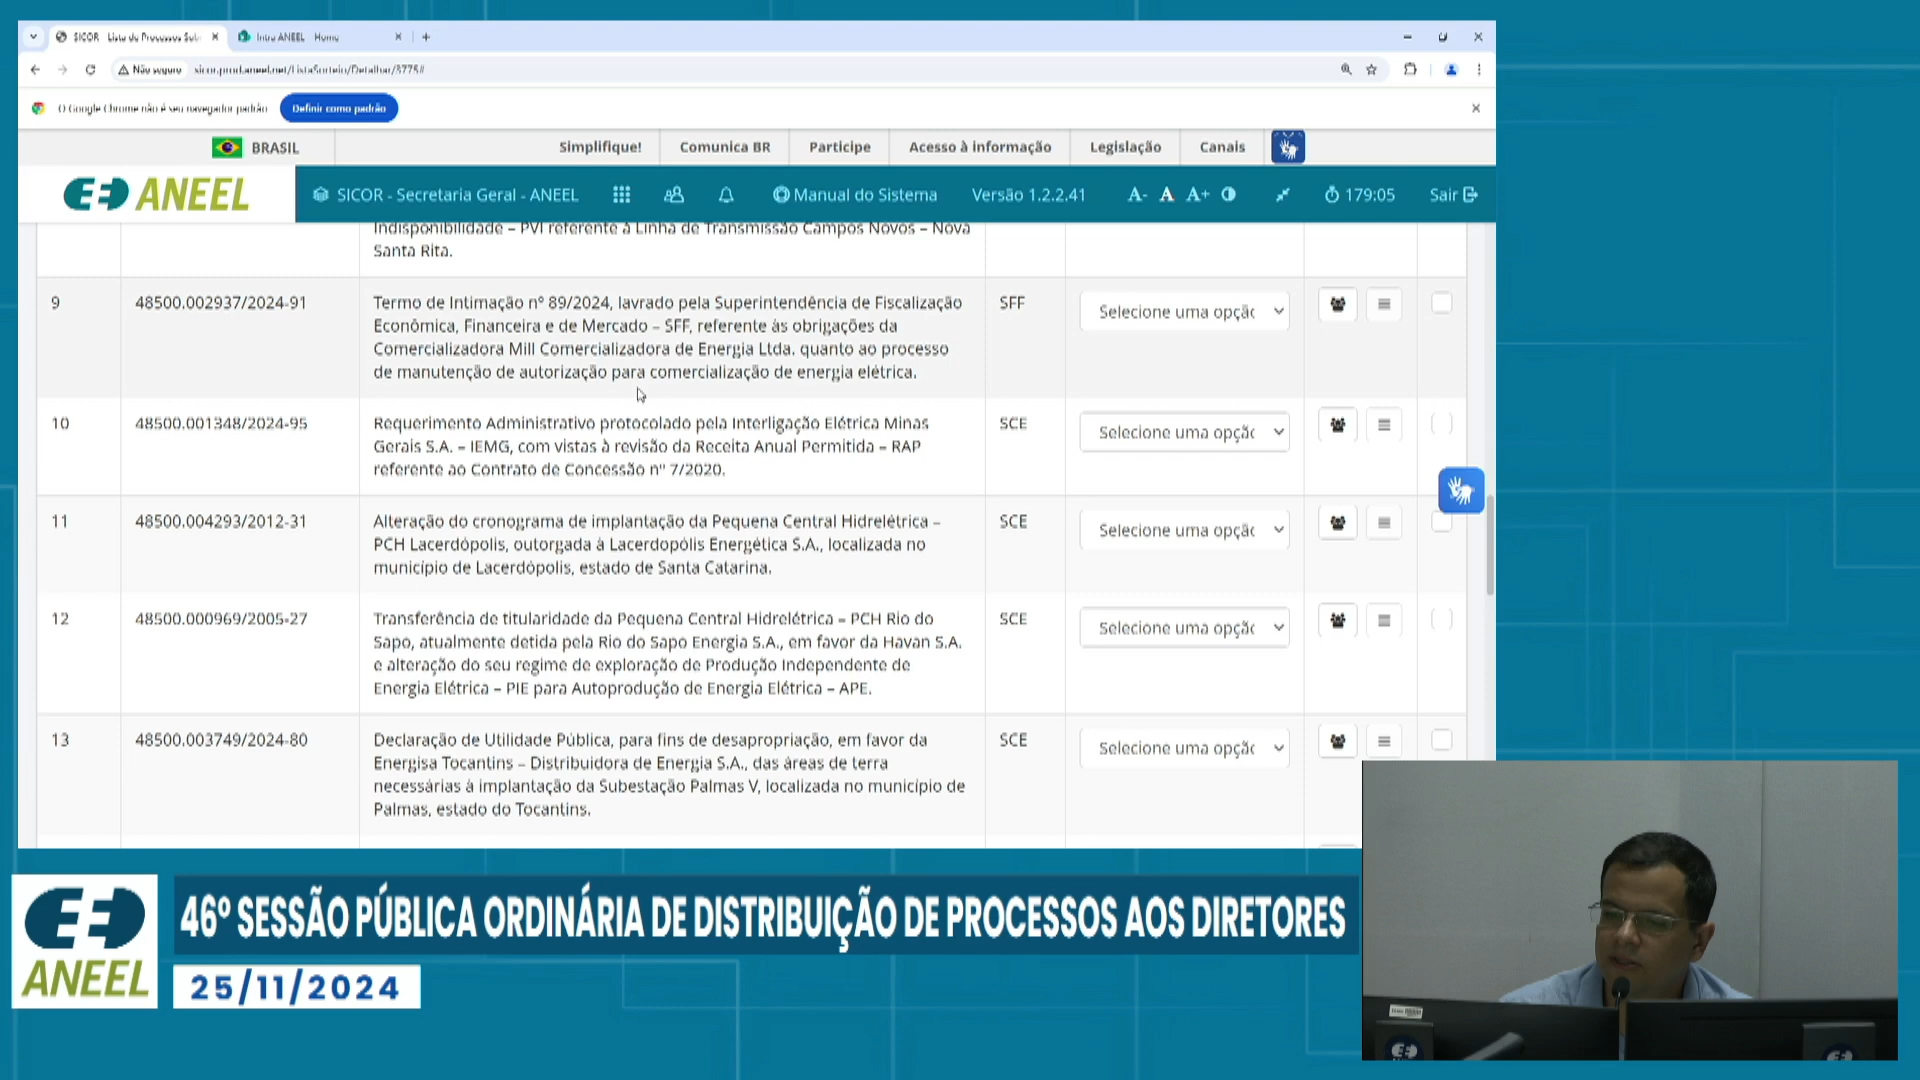 SICOR Lista de Processos Sub
Intra ANEEL Home
Não seguro
sicor.prod.aneel.net/ListaSorteio/Detalhar/3775#
O Google Chrome não é seu navegador padrão
Definir como padrão
BRASIL
Simplifique!
Comunica BR
Participe
Acesso à informação
Legislação
Canais
ANEEL
SICOR - Secretaria Geral - ANEEL
Manual do Sistema
Versão 1.2.2.41
A- A A+
179:05
Sair
Indisponibilidade – PVI referente à Linha de Transmissão Campos Novos – Nova
Santa Rita.
9
48500.002937/2024-91
Termo de Intimação nº 89/2024, lavrado pela Superintendência de Fiscalização
Econômica, Financeira e de Mercado – SFF, referente às obrigações da
Comercializadora Mill Comercializadora de Energia Ltda. quanto ao processo
de manutenção de autorização para comercialização de energia elétrica.
SFF
Selecione uma opçãc
10
48500.001348/2024-95
Requerimento Administrativo protocolado pela Interligação Elétrica Minas
Gerais S.A. – IEMG, com vistas à revisão da Receita Anual Permitida – RAP
referente ao Contrato de Concessão nº 7/2020.
SCE
Selecione uma opçãc
11
48500.004293/2012-31
Alteração do cronograma de implantação da Pequena Central Hidrelétrica –
PCH Lacerdópolis, outorgada à Lacerdopólis Energética S.A., localizada no
município de Lacerdópolis, estado de Santa Catarina.
SCE
Selecione uma opçãc
12
48500.000969/2005-27
Transferência de titularidade da Pequena Central Hidrelétrica – PCH Rio do
Sapo, atualmente detida pela Rio do Sapo Energia S.A., em favor da Havan S.A.
e alteração do seu regime de exploração de Produção Independente de
Energia Elétrica – PIE para Autoprodução de Energia Elétrica – APE.
SCE
Selecione uma opçãc
13
48500.003749/2024-80
Declaração de Utilidade Pública, para fins de desapropriação, em favor da
Energisa Tocantins – Distribuidora de Energia S.A., das áreas de terra
necessárias à implantação da Subestação Palmas V, localizada no município de
Palmas, estado do Tocantins.
SCE
Selecione uma opçãc
ANEEL
46º SESSÃO PÚBLICA ORDINÁRIA DE DISTRIBUIÇÃO DE PROCESSOS AOS DIRETORES
25/11/2024